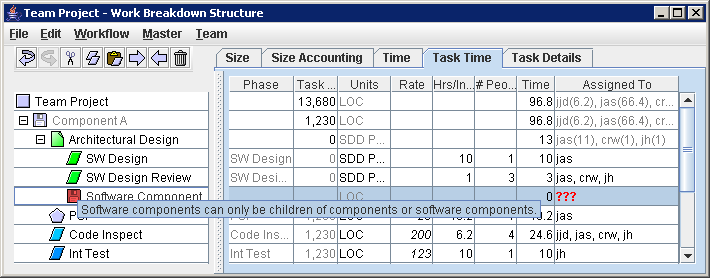 Team Project - Work Breakdown Structure
File Edit Workflow Master Team
Size Size Accounting Time Task Time Task Details
Phase Task ... Units Rate Hrs/In... # Peo... Time Assigned To
Team Project 13,680 LOC 96.8 jjd(6.2), jas(66.4), cr...
Component A 1,230 LOC 96.8 jjd(6.2), jas(66.4), cr...
Architectural Design 0 SDD P... 13 jas(11), crw(1), jh(1)
SW Design SW Design 0 SDD P... 10 1 10 jas
SW Design Review SW Desi... 0 SDD P... 1 3 3 jas, crw, jh
Software Component LOC 0 ???
Software components can only be children of components or software components.
jas
Code Inspect Code Ins... 1,230 LOC 200 6.2 4 24.6 jjd, jas, crw, jh
Int Test Int Test 1,230 LOC 123 10 1 10 jh